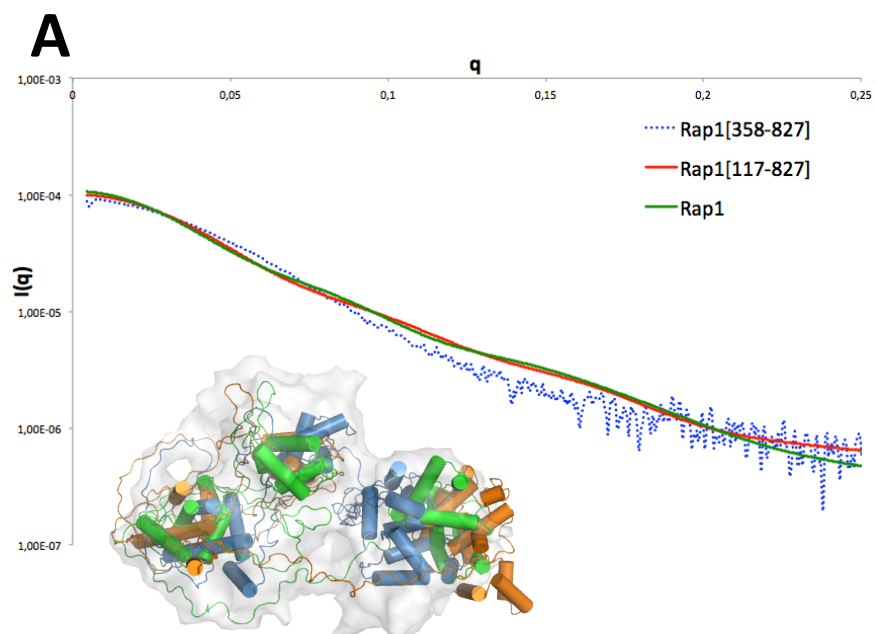 A
q
1,00E-03
0
0,05
0,1
0,15
0,2
0,25
Rap1[358-827]
Rap1[117-827]
Rap1
1,00E-04
I(q)
1,00E-05
1,00E-06
1,00E-07